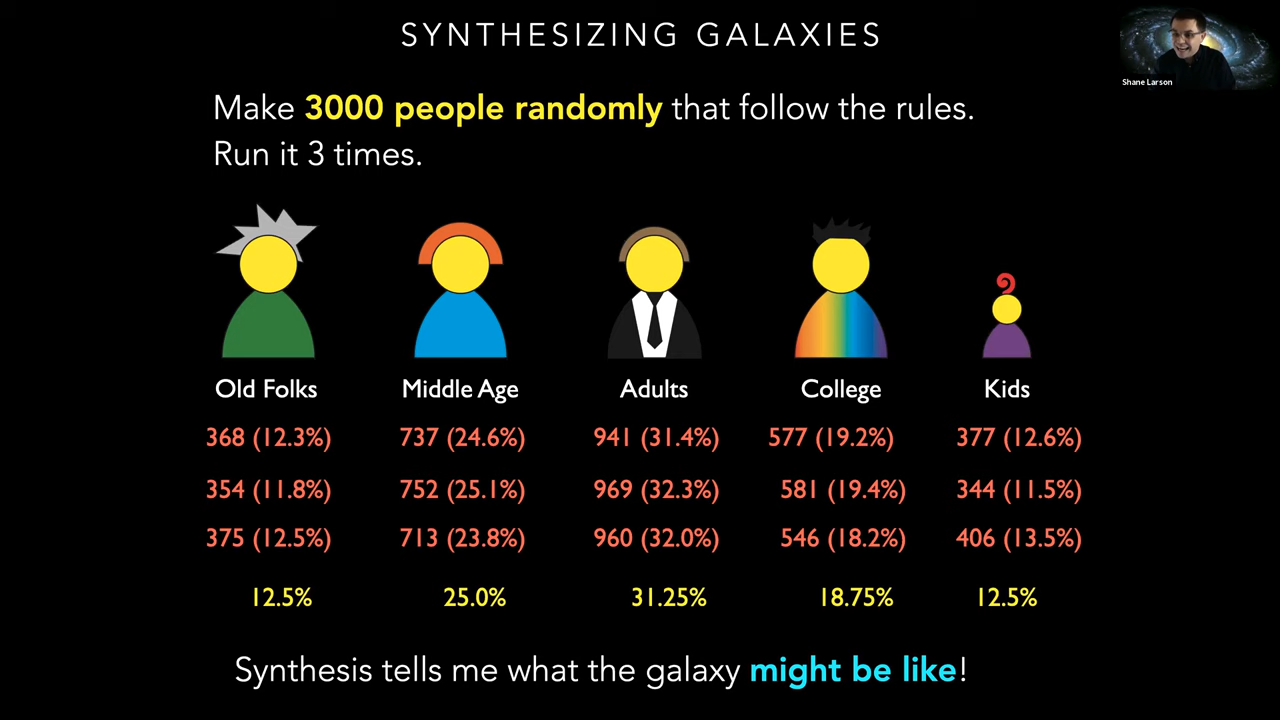 SYNTHESIZING GALAXIES
Shane Larson
Make 3000 people randomly that follow the rules.
Run it 3 times.
Old Folks Middle Age Adults College Kids
368 (12.3%) 737 (24.6%) 941 (31.4%) 577 (19.2%) 377 (12.6%)
354 (11.8%) 752 (25.1%) 969 (32.3%) 581 (19.4%) 344 (11.5%)
375 (12.5%) 713 (23.8%) 960 (32.0%) 546 (18.2%) 406 (13.5%)
12.5% 25.0% 31.25% 18.75% 12.5%
Synthesis tells me what the galaxy might be like!